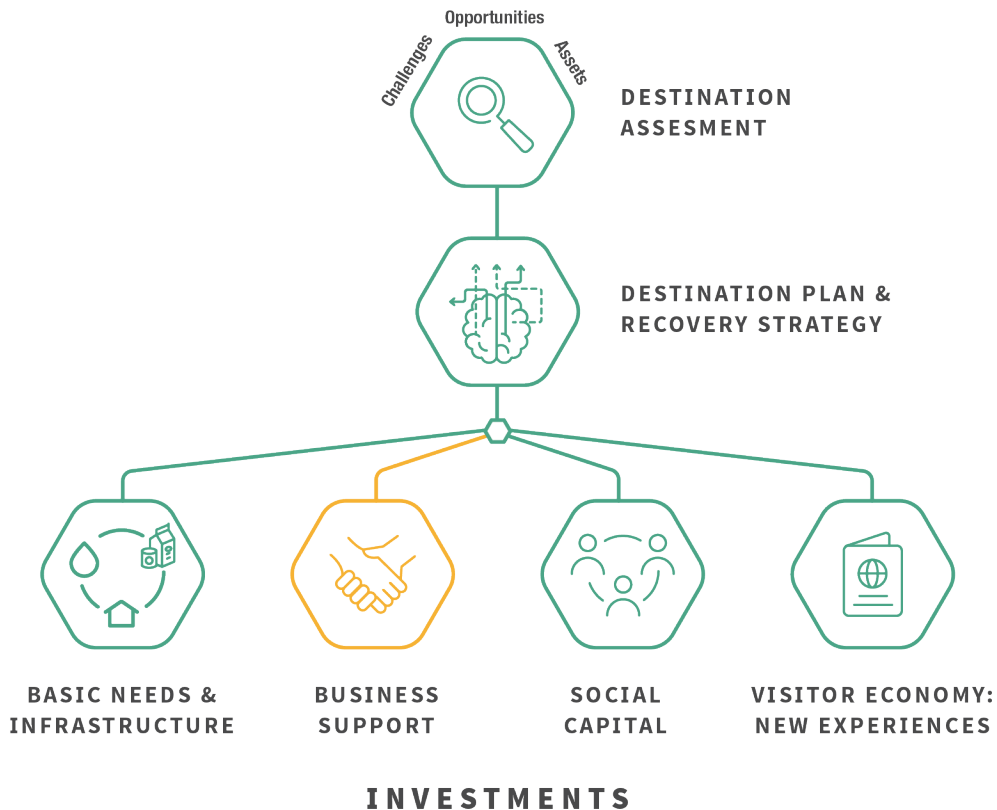 Opportunities
Challenges
Assets
DESTINATION
ASSESMENT
DESTINATION PLAN &
RECOVERY STRATEGY
BASIC NEEDS &
INFRASTRUCTURE
BUSINESS
SUPPORT
SOCIAL
CAPITAL
VISITOR ECONOMY:
NEW EXPERIENCES
INVESTMENTS